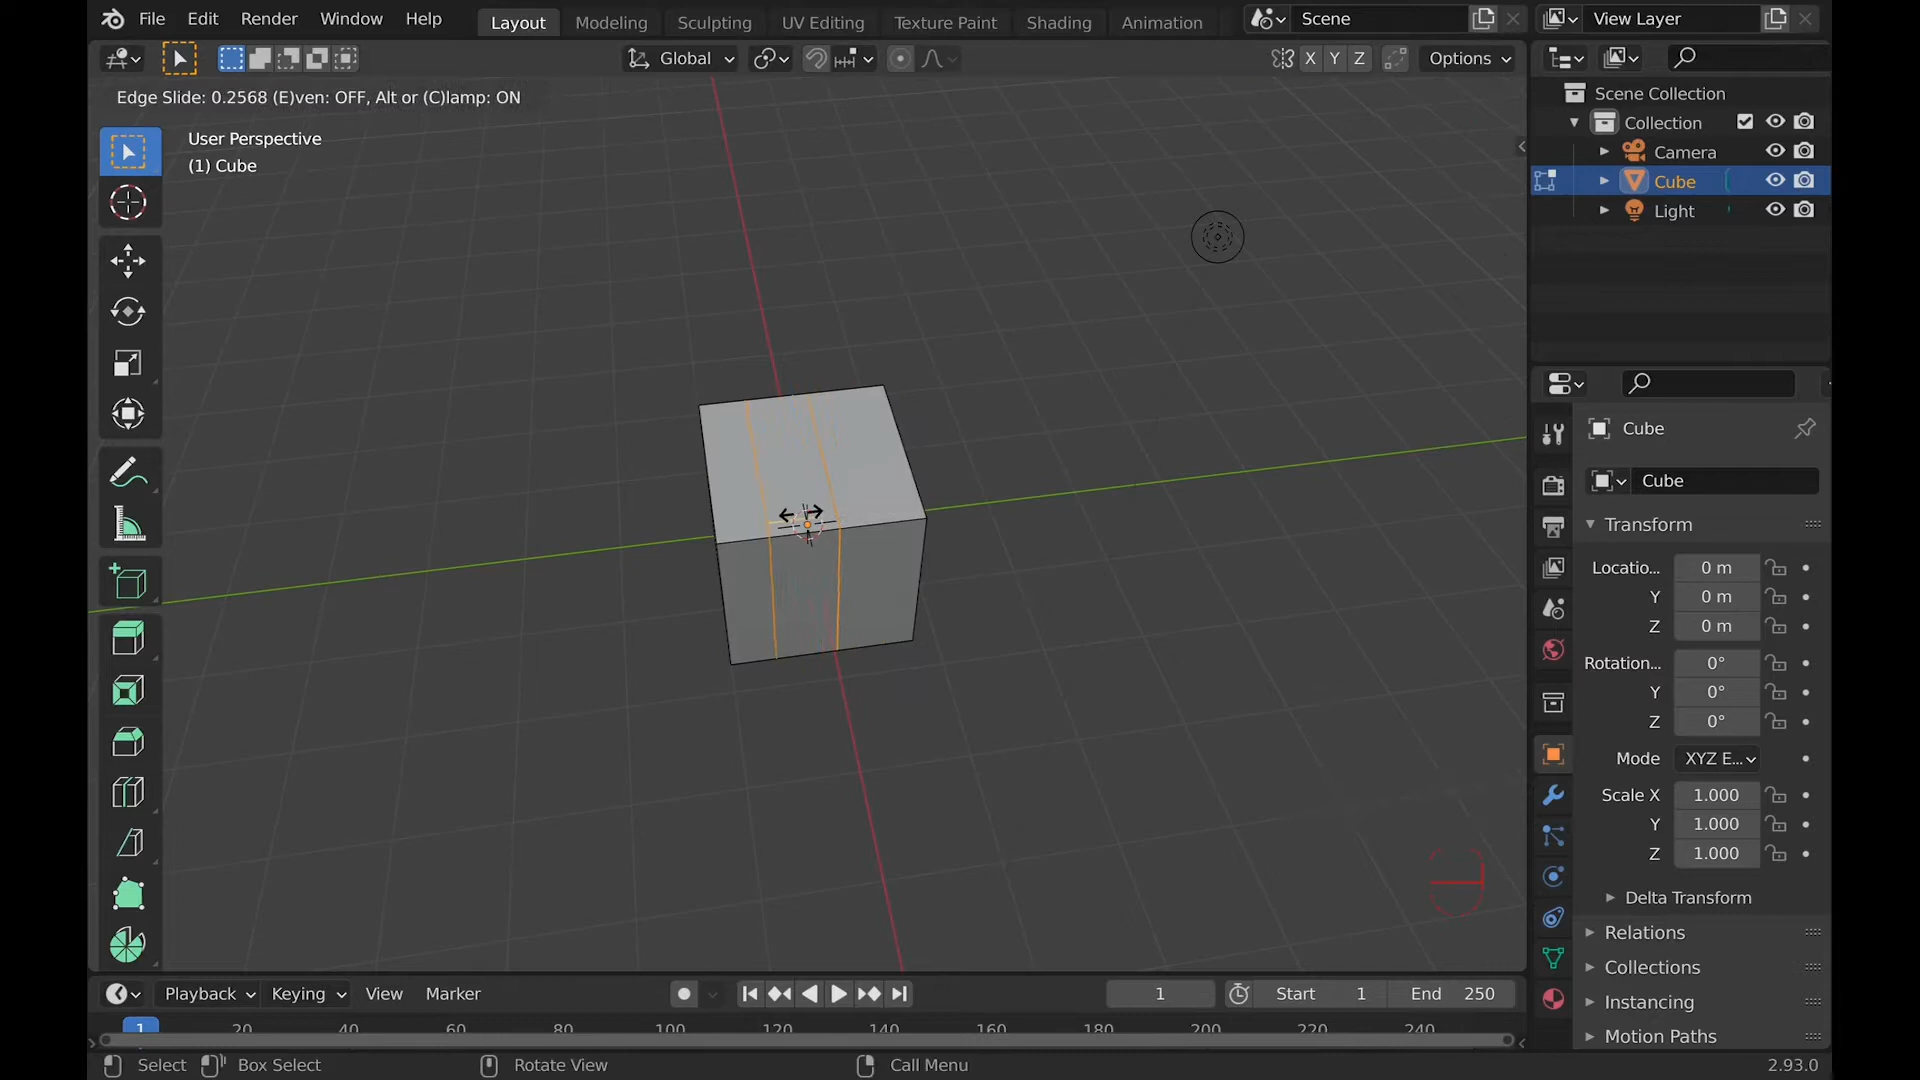 File Edit Render Window Help
Layout Modeling Sculpting UV Editing Texture Paint Shading Animation
Scene
View Layer
Global
X Y Z
Options
Edge Slide: 0.2568 (E)ven: OFF, Alt or (C)lamp: ON
User Perspective
(1) Cube
Scene Collection
Collection
Camera
Cube
Light
Cube
Cube
Transform
Locatio... 0 m
Y 0 m
Z 0 m
Rotation... 0°
Y 0°
Z 0°
Mode XYZ E...
Scale X 1.000
Y 1.000
Z 1.000
Delta Transform
Relations
Collections
Instancing
Motion Paths
Playback Keying View Marker
1
Start 1 End 250
1 20 40 60 80 100 120 140 160 180 200 220 240
Select Box Select Rotate View Call Menu 2.93.0